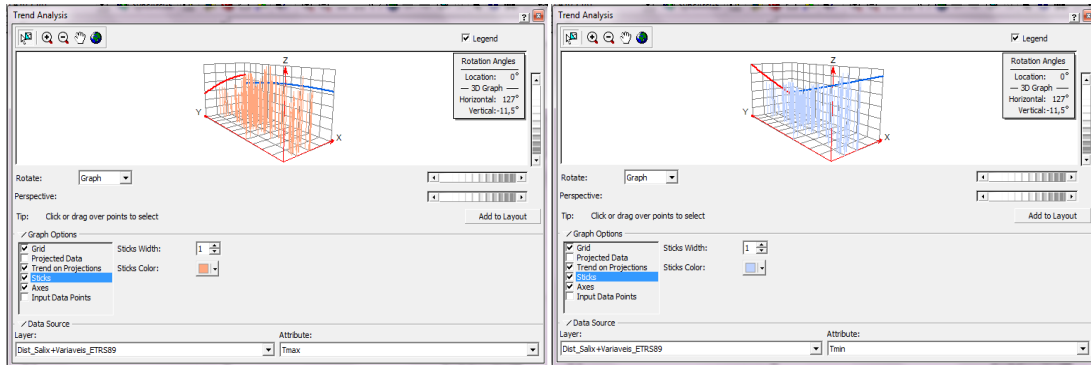 Trend Analysis
Legend
Z
Y
X
Rotation Angles
Location: 0°
— 3D Graph —
Horizontal: 127°
Vertical:-11,5°
Rotate: Graph
Perspective:
Tip: Click or drag over points to select
Add to Layout
Graph Options
Grid
Projected Data
Trend on Projections
Sticks
Axes
Input Data Points
Sticks Width: 1
Sticks Color:
Data Source
Layer: Attribute:
Dist_Salix+Variaveis_ETRS89 Tmax
Trend Analysis
Legend
Z
Y
X
Rotation Angles
Location: 0°
— 3D Graph —
Horizontal: 127°
Vertical:-11,5°
Rotate: Graph
Perspective:
Tip: Click or drag over points to select
Add to Layout
Graph Options
Grid
Projected Data
Trend on Projections
Sticks
Axes
Input Data Points
Sticks Width: 1
Sticks Color:
Data Source
Layer: Attribute:
Dist_Salix+Variaveis_ETRS89 Tmin